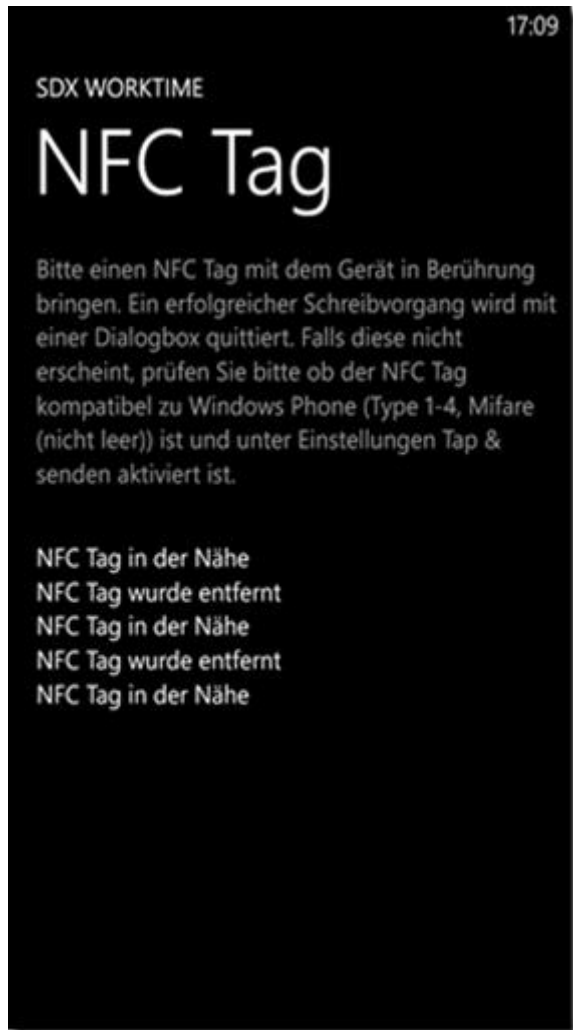 17:09
SDX WORKTIME
NFC Tag
Bitte einen NFC Tag mit dem Gerät in Berührung
bringen. Ein erfolgreicher Schreibvorgang wird mit
einer Dialogbox quittiert. Falls diese nicht
erscheint, prüfen Sie bitte ob der NFC Tag
kompatibel zu Windows Phone (Type 1-4, Mifare
(nicht leer)) ist und unter Einstellungen Tap &
senden aktiviert ist.
NFC Tag in der Nähe
NFC Tag wurde entfernt
NFC Tag in der Nähe
NFC Tag wurde entfernt
NFC Tag in der Nähe